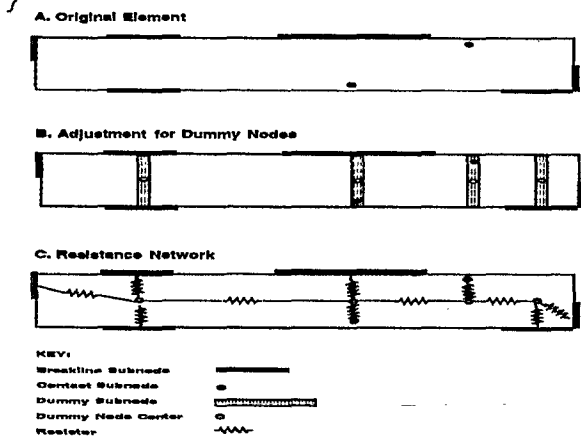 A. Original Element
B. Adjustment for Dummy Nodes
C. Resistance Network
KEY:
Breakline Subnode
Contact Subnode
Dummy Subnode
Dummy Node Center
Resistor